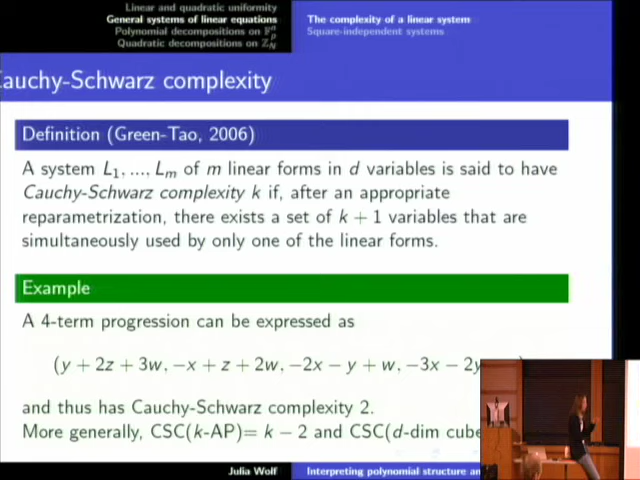 Linear and quadratic uniformity
General systems of linear equations
Polynomial decompositions on 𝔽ₚⁿ
Quadratic decompositions on ℤ_N
The complexity of a linear system
Square-independent systems
Cauchy-Schwarz complexity
Definition (Green-Tao, 2006)
A system L₁, ..., Lₘ of m linear forms in d variables is said to have
Cauchy-Schwarz complexity k if, after an appropriate
reparametrization, there exists a set of k + 1 variables that are
simultaneously used by only one of the linear forms.
Example
A 4-term progression can be expressed as
(y + 2z + 3w, −x + z + 2w, −2x − y + w, −3x − 2y
and thus has Cauchy-Schwarz complexity 2.
More generally, CSC(k-AP)= k − 2 and CSC(d-dim cube
Julia Wolf
Interpreting polynomial structure an